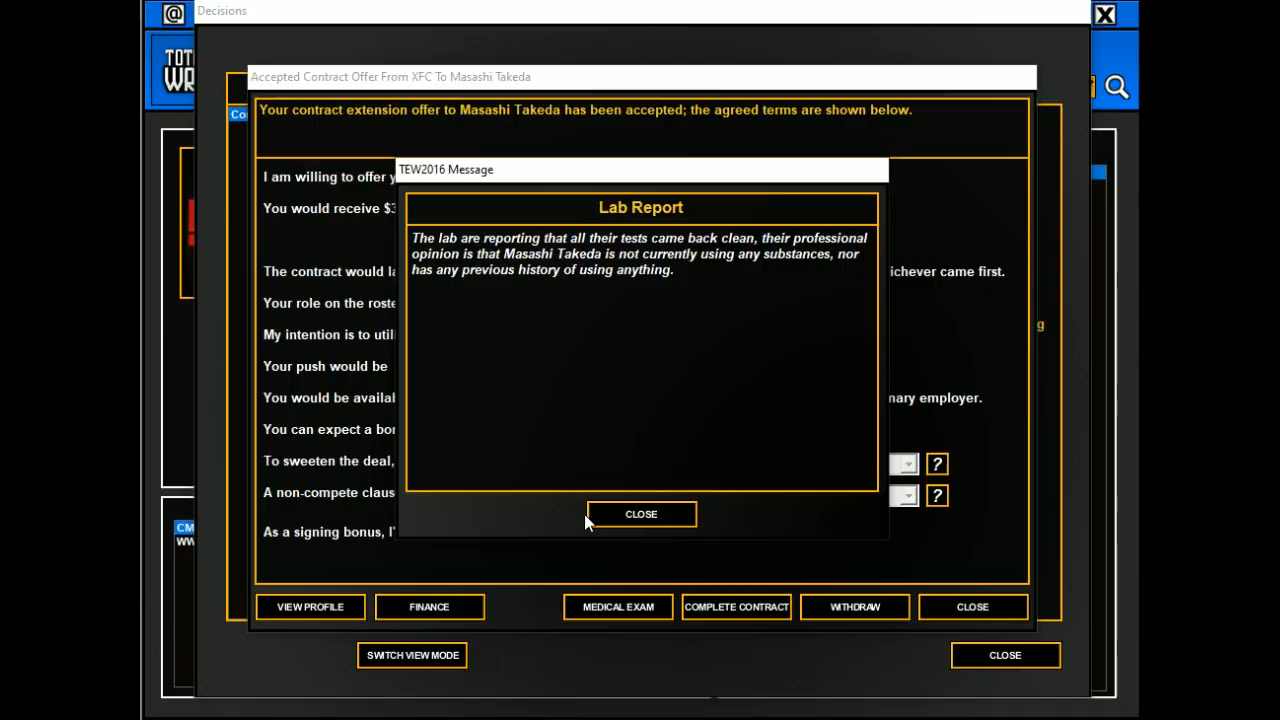 @
Decisions
X
TOT
WR
Accepted Contract Offer From XFC To Masashi Takeda
Co
Your contract extension offer to Masashi Takeda has been accepted; the agreed terms are shown below.
TEW2016 Message
I am willing to offer y
Lab Report
You would receive $3
The lab are reporting that all their tests came back clean, their professional
opinion is that Masashi Takeda is not currently using any substances, nor
has any previous history of using anything.
The contract would la
ichever came first.
Your role on the roste
g
My intention is to util
Your push would be
You would be availal
nary employer.
You can expect a bo
To sweeten the deal,
?
A non-compete claus
?
CLOSE
CM
As a signing bonus, I'
WW
VIEW PROFILE
FINANCE
MEDICAL EXAM
COMPLETE CONTRACT
WITHDRAW
CLOSE
SWITCH VIEW MODE
CLOSE